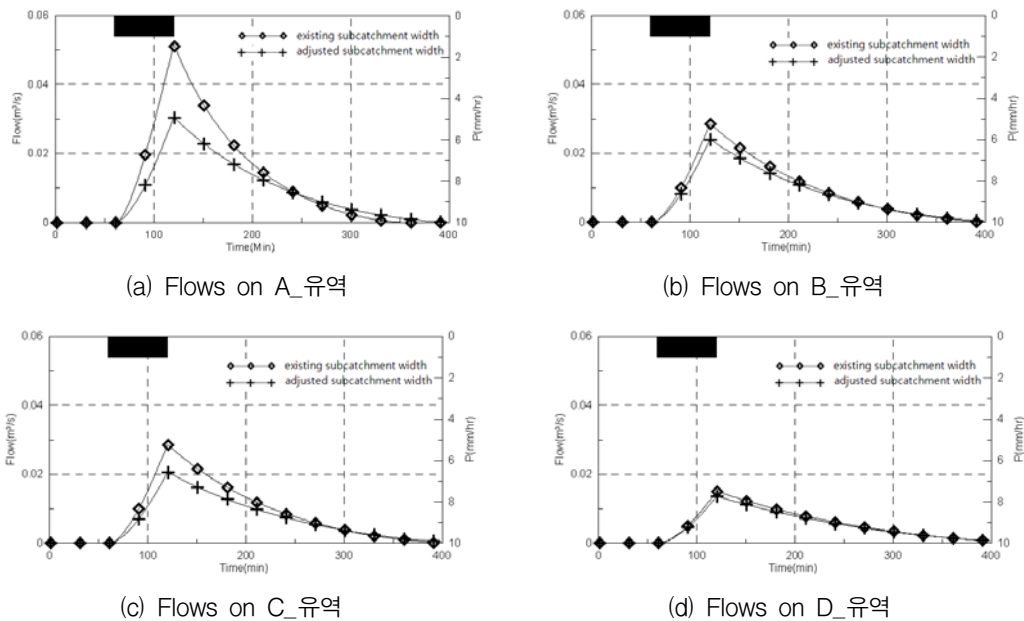 0.06
0.04
0.02
0
Flow(m³/s)
0
2
4
6
8
10
P(mm/hr)
existing subcatchment width
adjusted subcatchment width
0
100
200
300
400
Time(Min)
(a) Flows on A_유역
0.06
0.04
0.02
0
Flow(m³/s)
0
2
4
6
8
10
P(mm/hr)
existing subcatchment width
adjusted subcatchment width
0
100
200
300
400
Time(min)
(b) Flows on B_유역
0.06
0.04
0.02
0
Flow(m³/s)
0
2
4
6
8
10
P(mm/hr)
existing subcatchment width
adjusted subcatchment width
0
100
200
300
400
Time(min)
(c) Flows on C_유역
0.06
0.04
0.02
0
Flow(m³/s)
0
2
4
6
8
10
P(mm/hr)
existing subcatchment width
adjusted subcatchment width
0
100
200
300
400
Time(min)
(d) Flows on D_유역